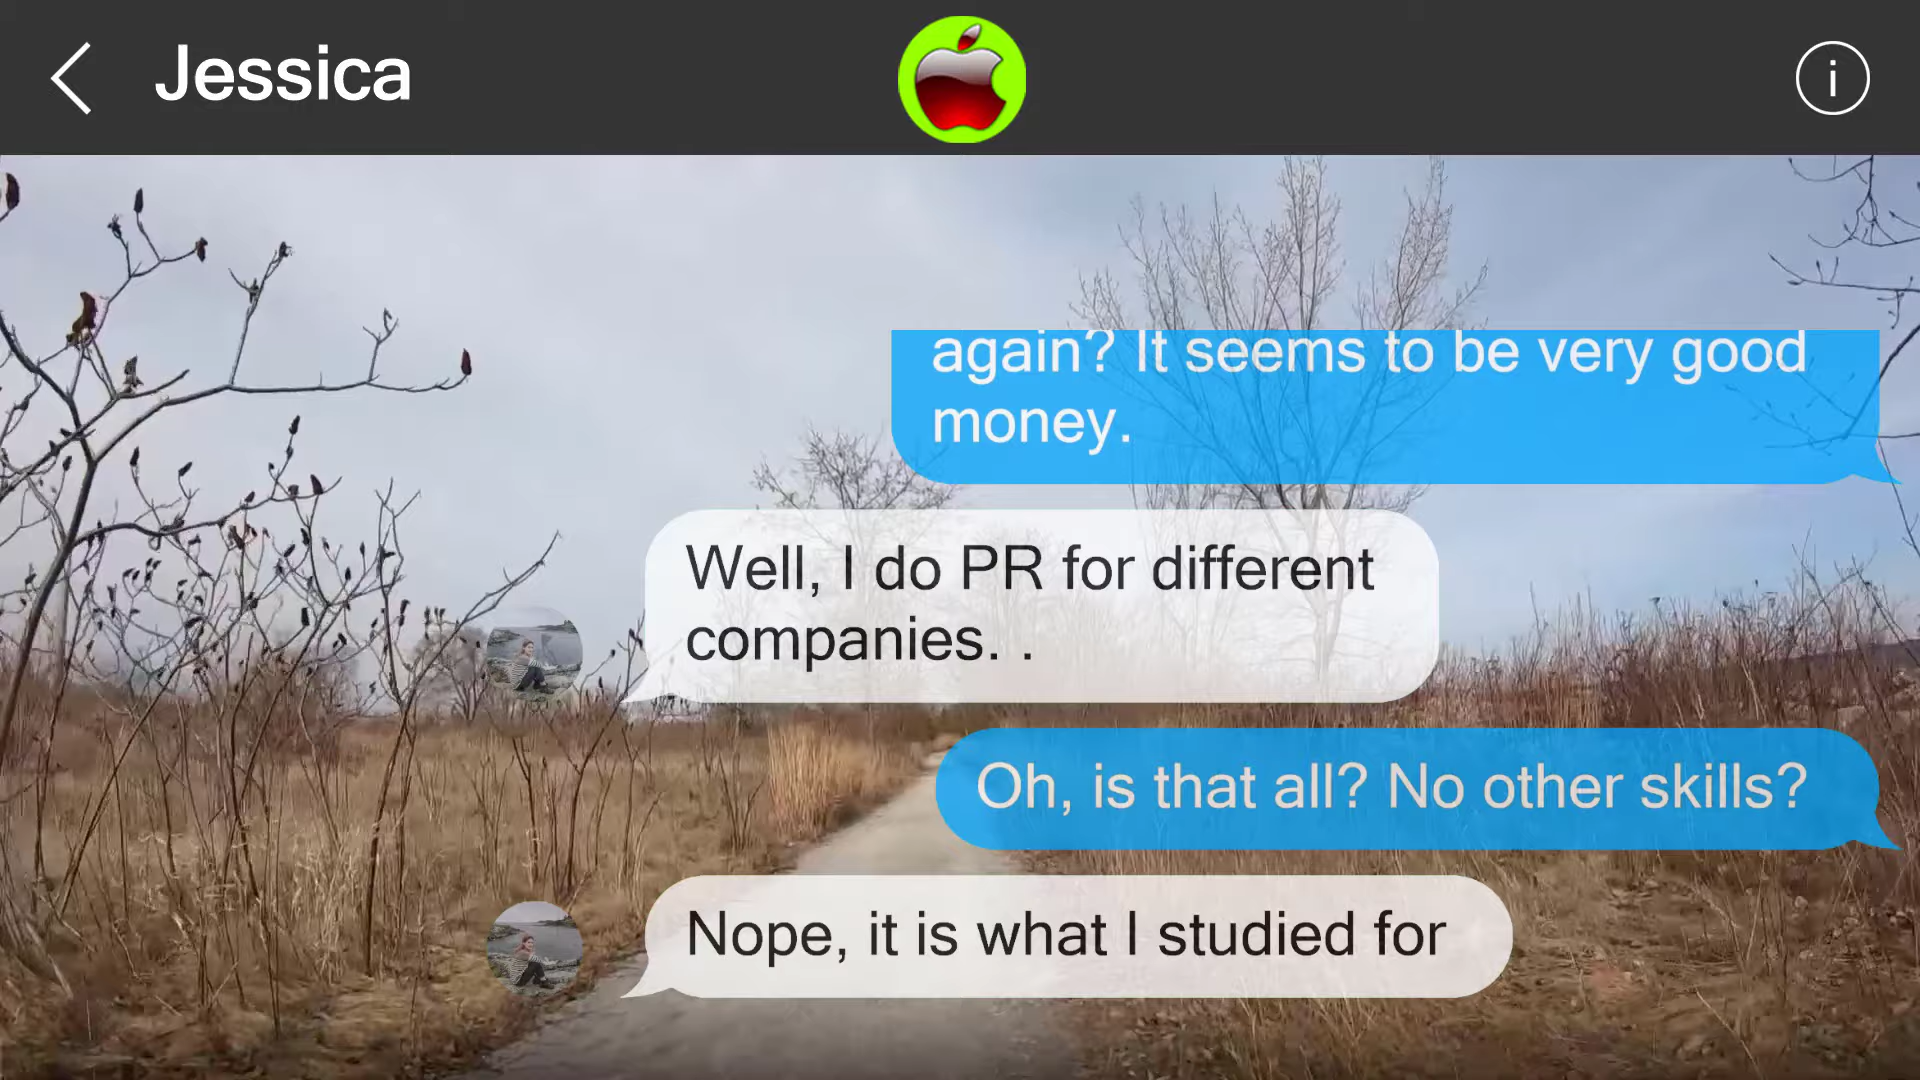 Jessica
i
again? It seems to be very good
money.
Well, I do PR for different
companies. .
Oh, is that all? No other skills?
Nope, it is what I studied for